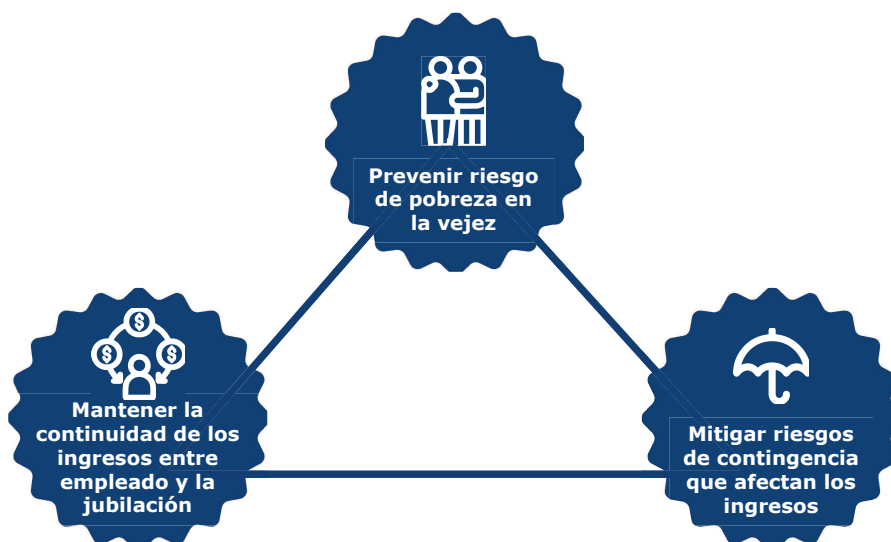 Prevenir riesgo
de pobreza en
la vejez
Mantener la
continuidad de los
ingresos entre
empleado y la
jubilación
Mitigar riesgos
de contingencia
que afectan los
ingresos